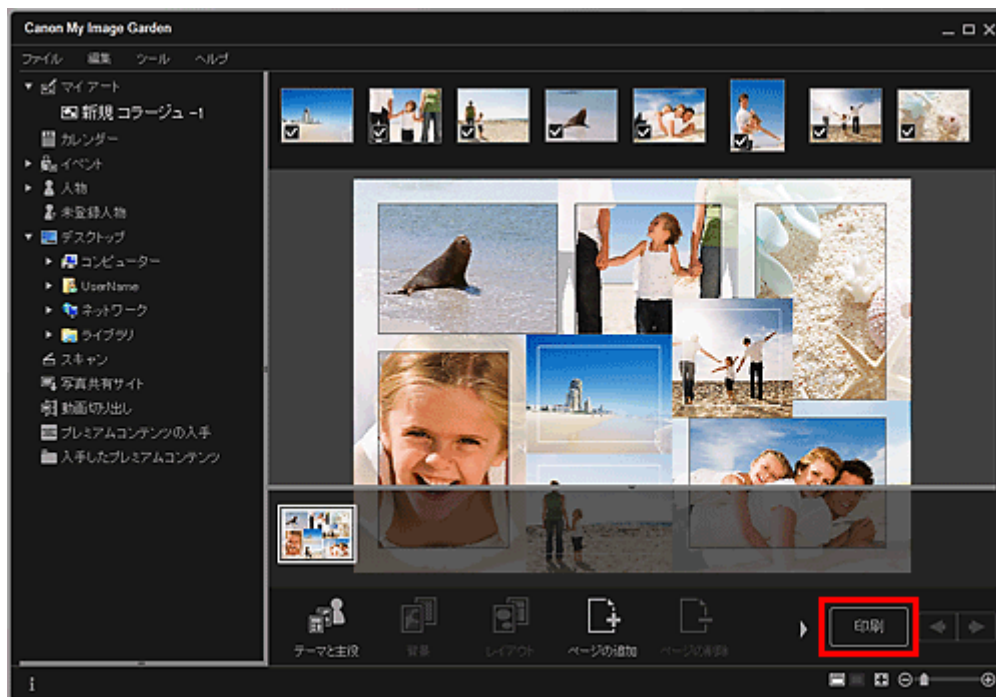 Canon My Image Garden
ファイル 編集 ツール ヘルプ
マイ アート
新規 コラージュ -1
カレンダー
イベント
人物
未登録人物
デスクトップ
コンピューター
UserName
ネットワーク
ライブラリ
スキャン
写真共有サイト
動画切り出し
プレミアムコンテンツの入手
入手したプレミアムコンテンツ
テーマと主役 背景 レイアウト ページの追加 ページの削除 印刷